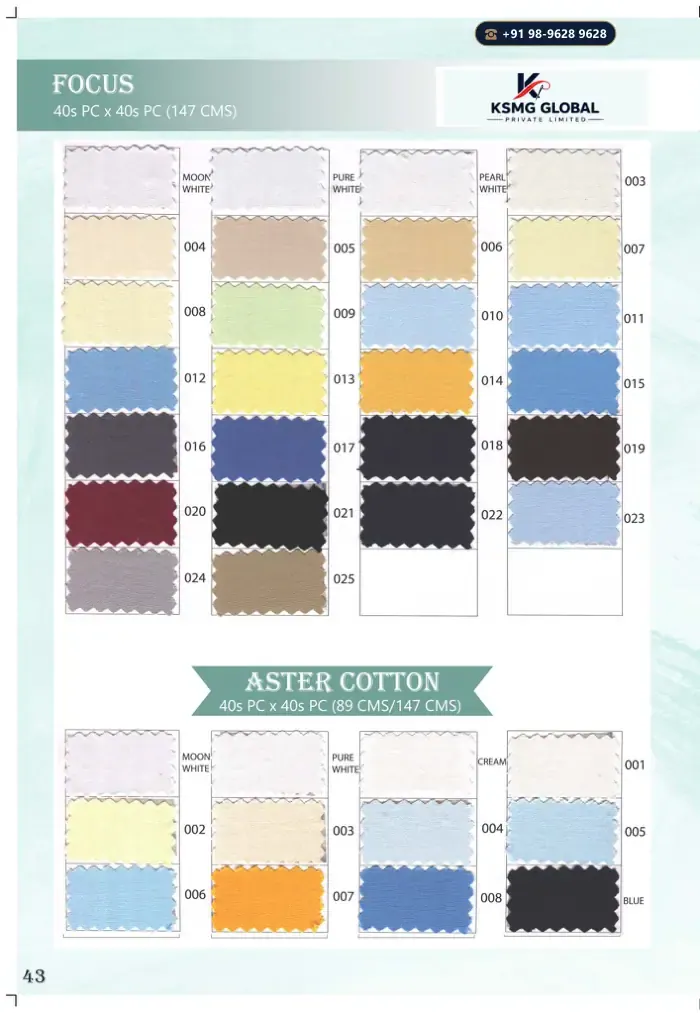 +91 98-9628 9628
FOCUS
40s PC x 40s PC (147 CMS)
KSMG GLOBAL
PRIVATE LIMITED
MOON
WHITE
PURE
WHITE
PEARL
WHITE
003
004
005
006
007
008
009
010
011
012
013
014
015
016
017
018
019
020
021
022
023
024
025
ASTER COTTON
40s PC x 40s PC (89 CMS/147 CMS)
MOON
WHITE
PURE
WHITE
CREAM
001
002
003
004
005
006
007
008
BLUE
43